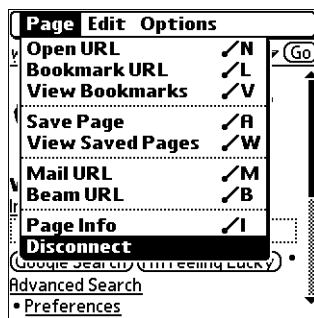 Page Edit Options
Open URL /N
Bookmark URL /L
Go
View Bookmarks /V
Save Page /A
View Saved Pages /W
Mail URL /M
Beam URL /B
Page Info /I
Disconnect
Google Search I'm Feeling Lucky •
Advanced Search
• Preferences